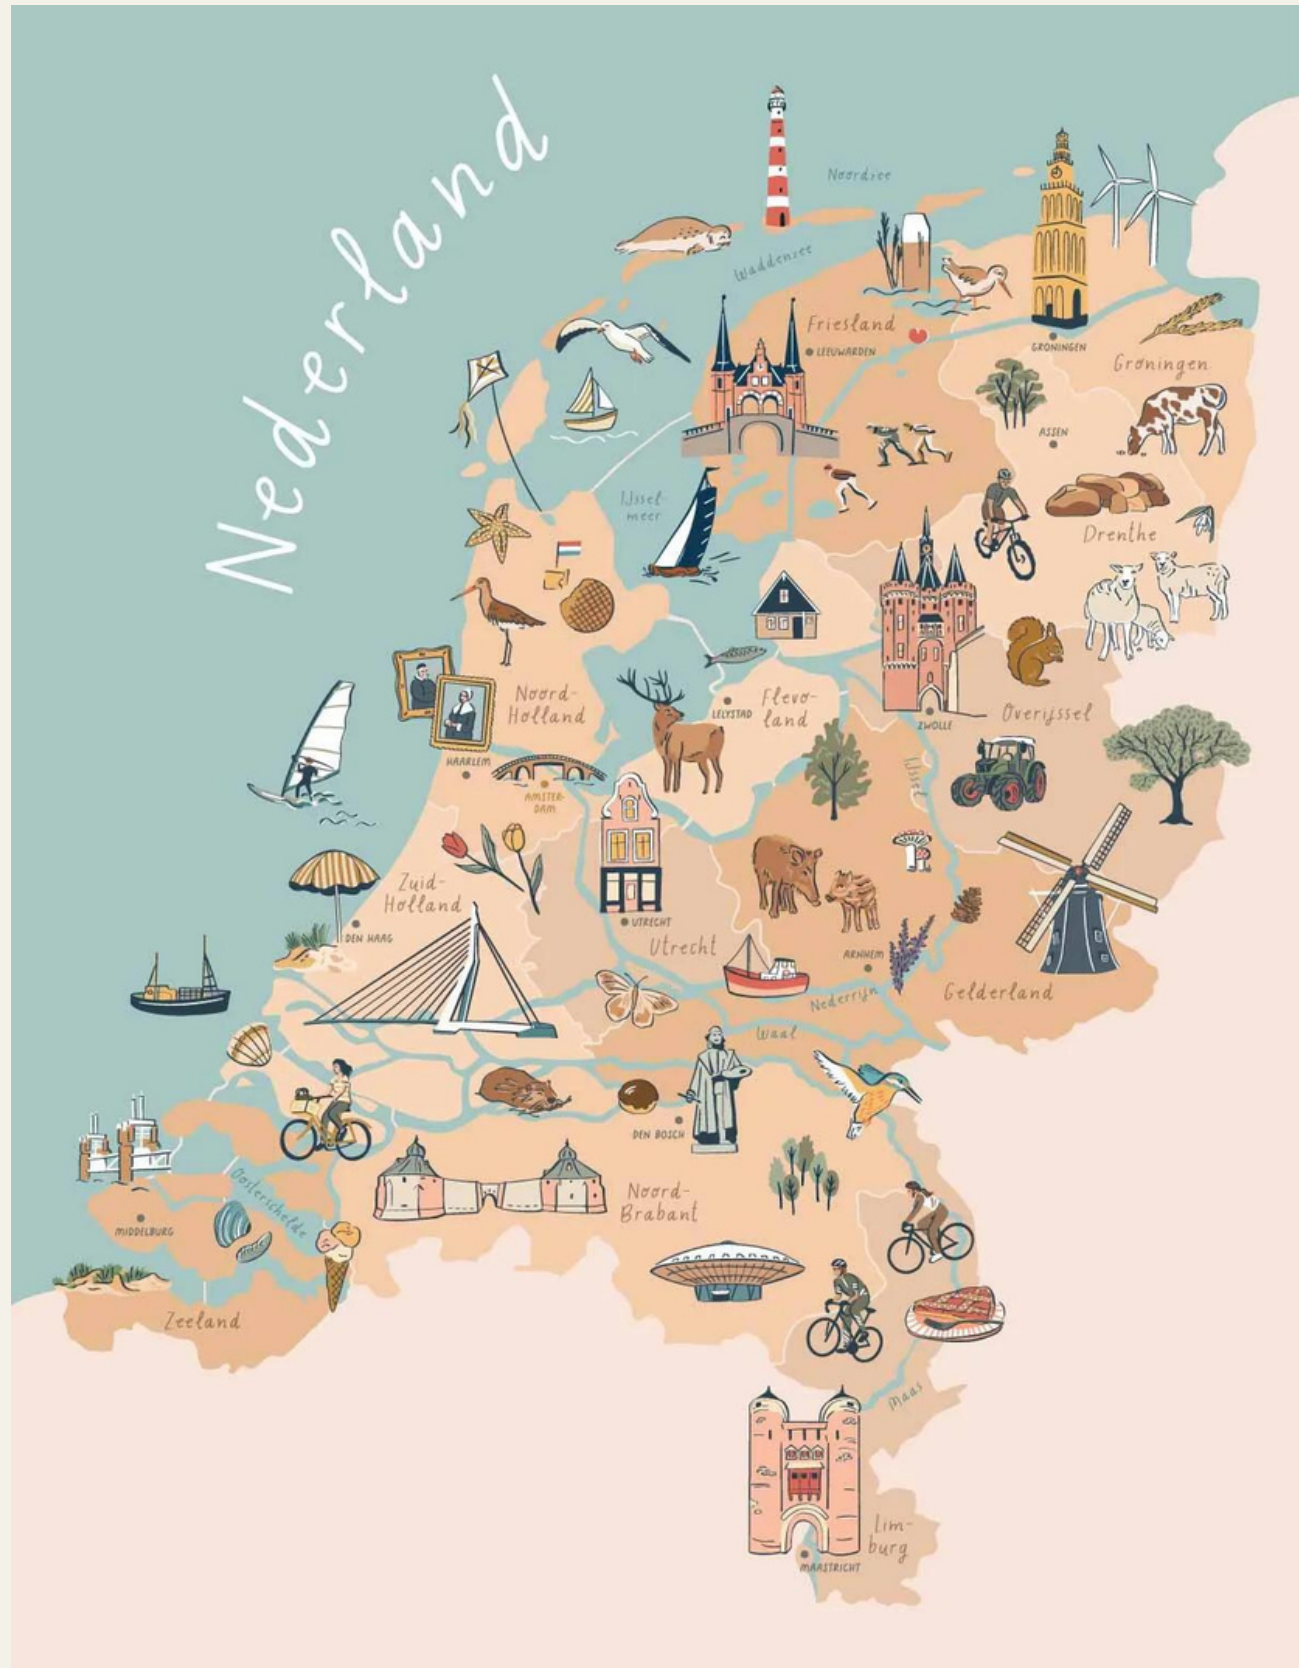 Nederland
Noordzee
Waddenzee
Friesland
LEEUWARDEN
GRONINGEN
Groningen
ASSEN
IJssel-
meer
Drenthe
Noord-
Holland
LELYSTAD
Flevo-
land
ZWOLLE
Overijssel
HAARLEM
AMSTER-
DAM
IJssel
Zuid-
Holland
DEN HAAG
UTRECHT
Utrecht
ARNHEM
Nederrijn
Gelderland
Waal
DEN BOSCH
Oosterschelde
Noord-
Brabant
MIDDELBURG
Zeeland
Maas
Lim-
burg
MAASTRICHT